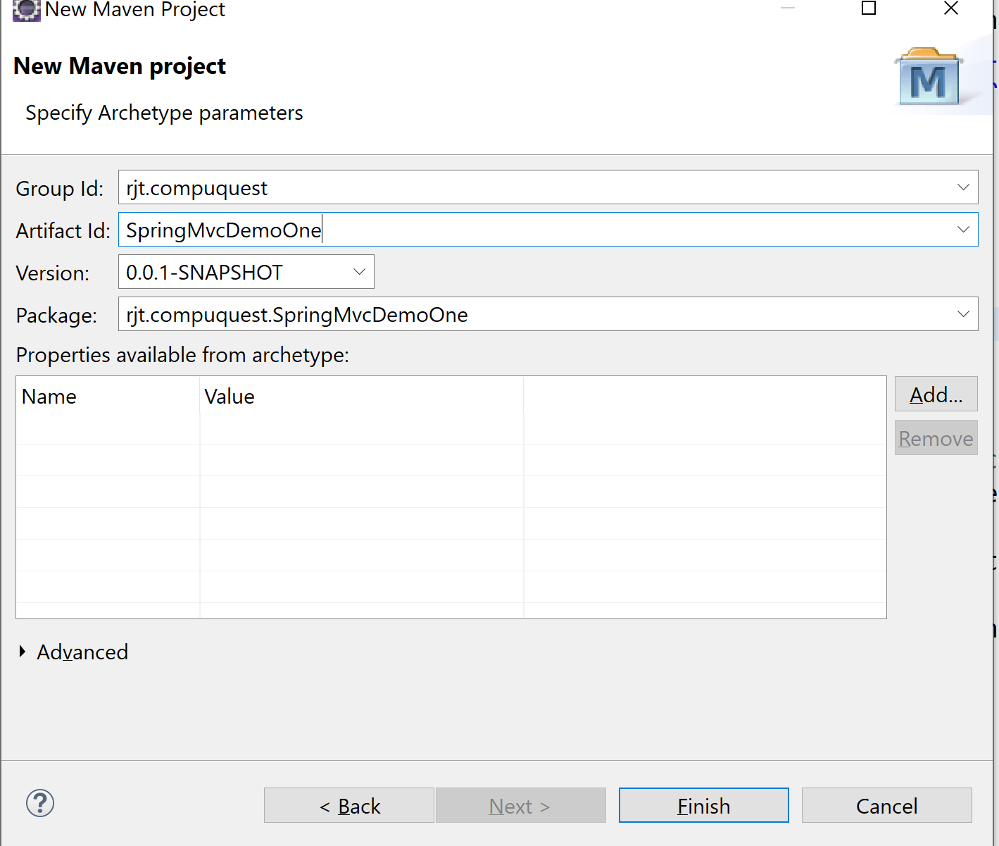 New Maven Project
New Maven project
Specify Archetype parameters
M
Group Id: rjt.compuquest
Artifact Id: SpringMvcDemoOne
Version: 0.0.1-SNAPSHOT
Package: rjt.compuquest.SpringMvcDemoOne
Properties available from archetype:
Name Value
Add...
Remove
Advanced
? < Back Next > Finish Cancel